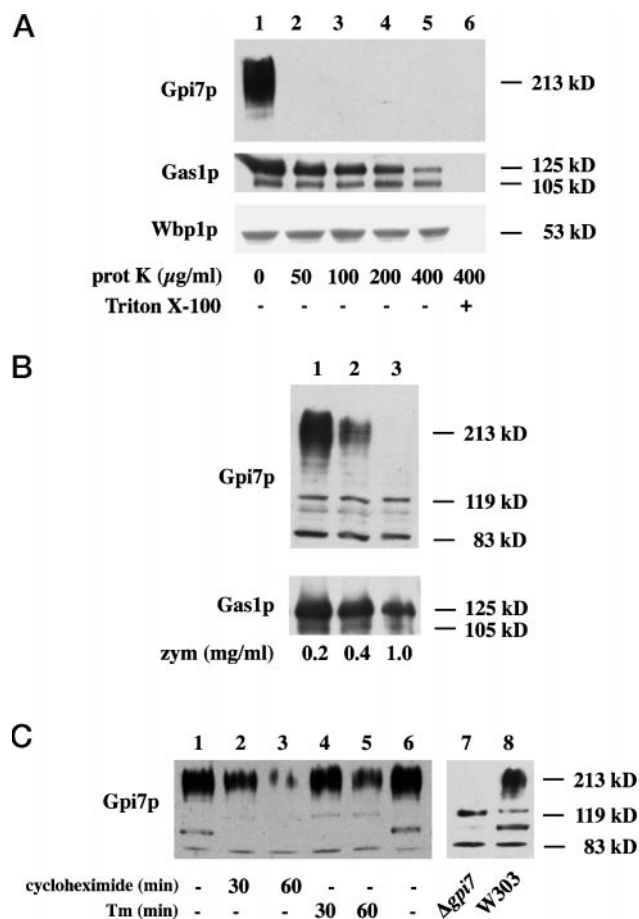 A
1 2 3 4 5 6
Gpi7p
— 213 kD
Gas1p
— 125 kD
— 105 kD
Wbp1p
— 53 kD
prot K (µg/ml) 0 50 100 200 400 400
Triton X-100 - - - - - +
B
1 2 3
— 213 kD
Gpi7p
— 119 kD
— 83 kD
Gas1p
— 125 kD
— 105 kD
zym (mg/ml) 0.2 0.4 1.0
C
1 2 3 4 5 6 7 8
Gpi7p
— 213 kD
— 119 kD
— 83 kD
cycloheximide (min) - 30 60 - - - Δgpi7 W303
Tm (min) - - - 30 60 -